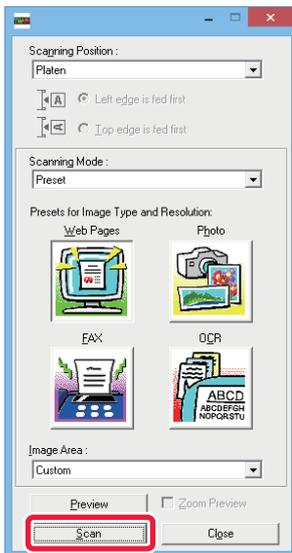 Scanning Position :
Platen
A Left edge is fed first
A Top edge is fed first
Scanning Mode :
Preset
Presets for Image Type and Resolution:
Web Pages Photo
FAX OCR
ABCD
ABCDEFGH
NOPQRSTU
Image Area :
Custom
Preview Zoom Preview
Scan Close